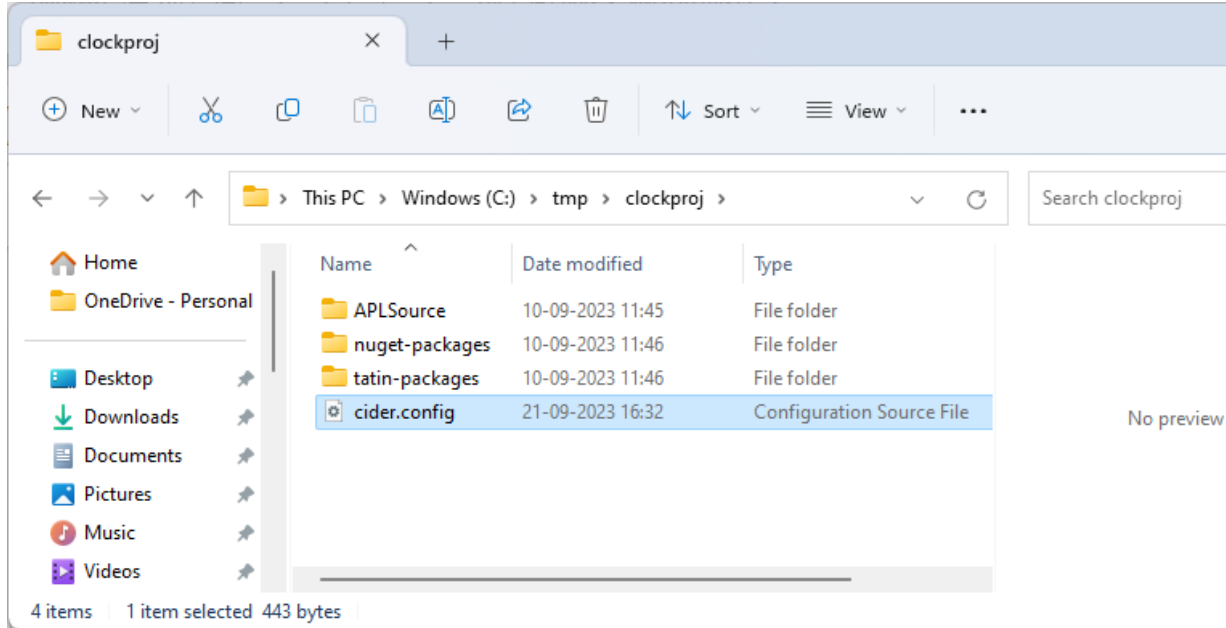 clockproj
New
Sort
View
This PC > Windows (C:) > tmp > clockproj >
Search clockproj
Home
OneDrive - Personal
Desktop
Downloads
Documents
Pictures
Music
Videos
Name Date modified Type
APLSource 10-09-2023 11:45 File folder
nuget-packages 10-09-2023 11:46 File folder
tatin-packages 10-09-2023 11:46 File folder
cider.config 21-09-2023 16:32 Configuration Source File
No preview
4 items 1 item selected 443 bytes